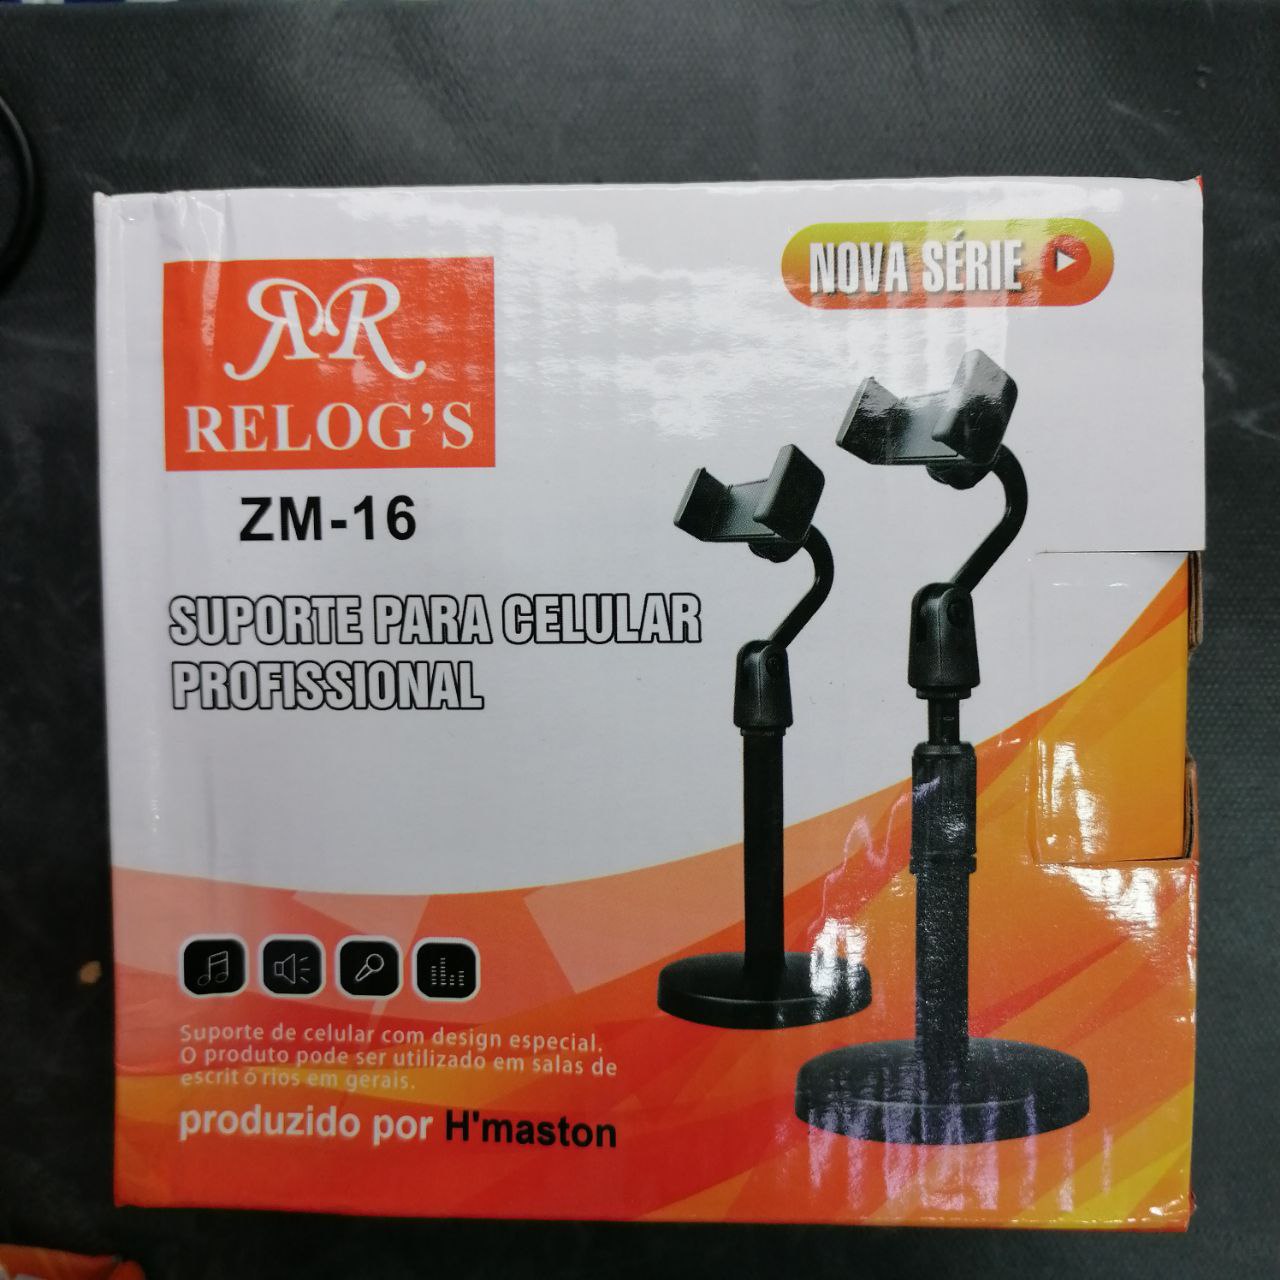 NOVA SÉRIE
RR
RELOG'S
ZM-16
SUPORTE PARA CELULAR
PROFISSIONAL
Suporte de celular com design especial.
O produto pode ser utilizado em salas de
escrit ó rios em gerais.
produzido por H'maston